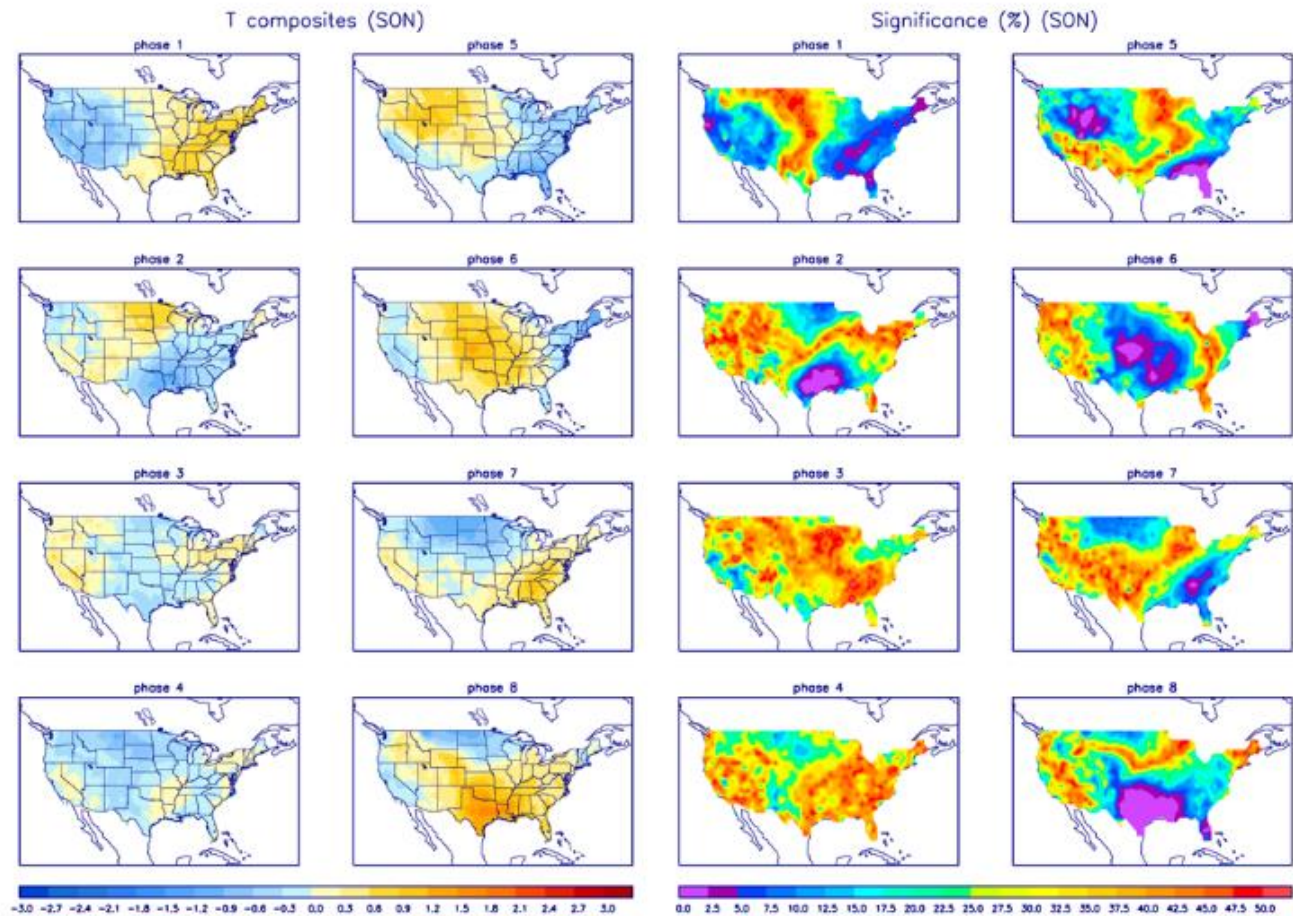 T composites (SON) Significance (%) (SON)
phase 1 phase 5 phase 1 phase 5
phase 2 phase 6 phase 2 phase 6
phase 3 phase 7 phase 3 phase 7
phase 4 phase 8 phase 4 phase 8
−3.0 −2.7 −2.4 −2.1 −1.8 −1.5 −1.2 −0.9 −0.6 −0.3 0.0 0.3 0.6 0.9 1.2 1.5 1.8 2.1 2.4 2.7 3.0 0.0 2.5 5.0 7.5 10.0 12.5 15.0 17.5 20.0 22.5 25.0 27.5 30.0 32.5 35.0 37.5 40.0 42.5 45.0 47.5 50.0